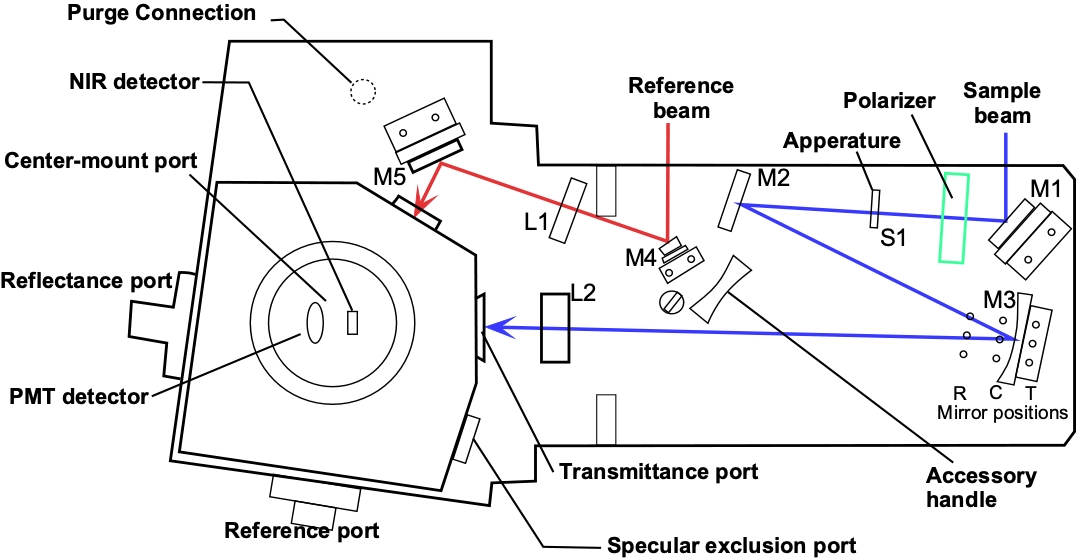 Purge Connection
NIR detector
Reference
beam
Sample
beam
Polarizer
Apperature
Center-mount port
M5
M2
M1
L1
S1
M4
Reflectance port
L2
M3
PMT detector
R C T
Mirror positions
Transmittance port
Accessory
handle
Reference port
Specular exclusion port